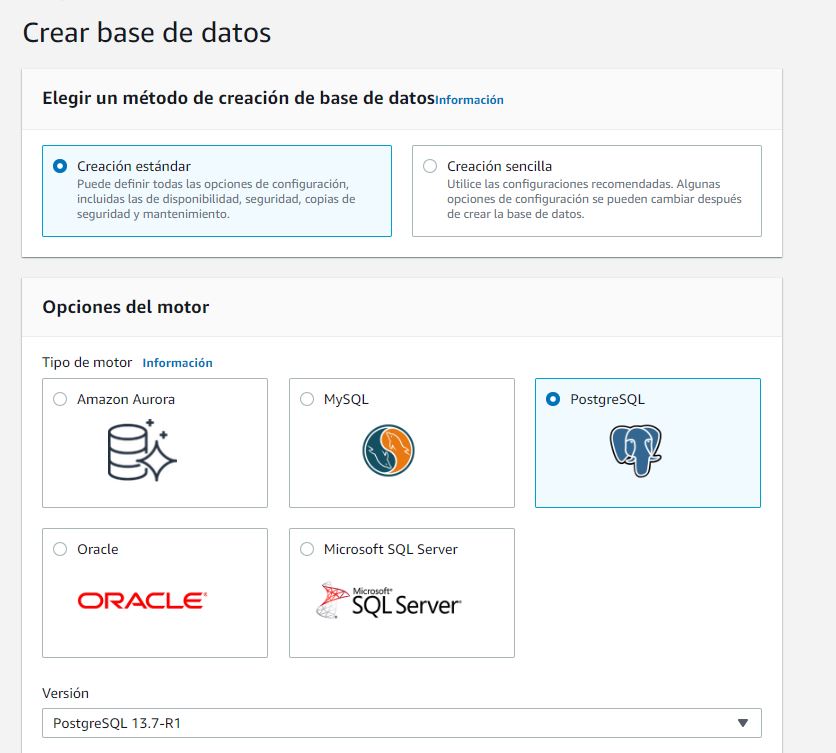 Crear base de datos
Elegir un método de creación de base de datosInformación
Creación estándar
Puede definir todas las opciones de configuración,
incluidas las de disponibilidad, seguridad, copias de
seguridad y mantenimiento.
Creación sencilla
Utilice las configuraciones recomendadas. Algunas
opciones de configuración se pueden cambiar después
de crear la base de datos.
Opciones del motor
Tipo de motor Información
Amazon Aurora
MySQL
PostgreSQL
Oracle
ORACLE®
Microsoft SQL Server
Microsoft®
SQL Server®
Versión
PostgreSQL 13.7-R1